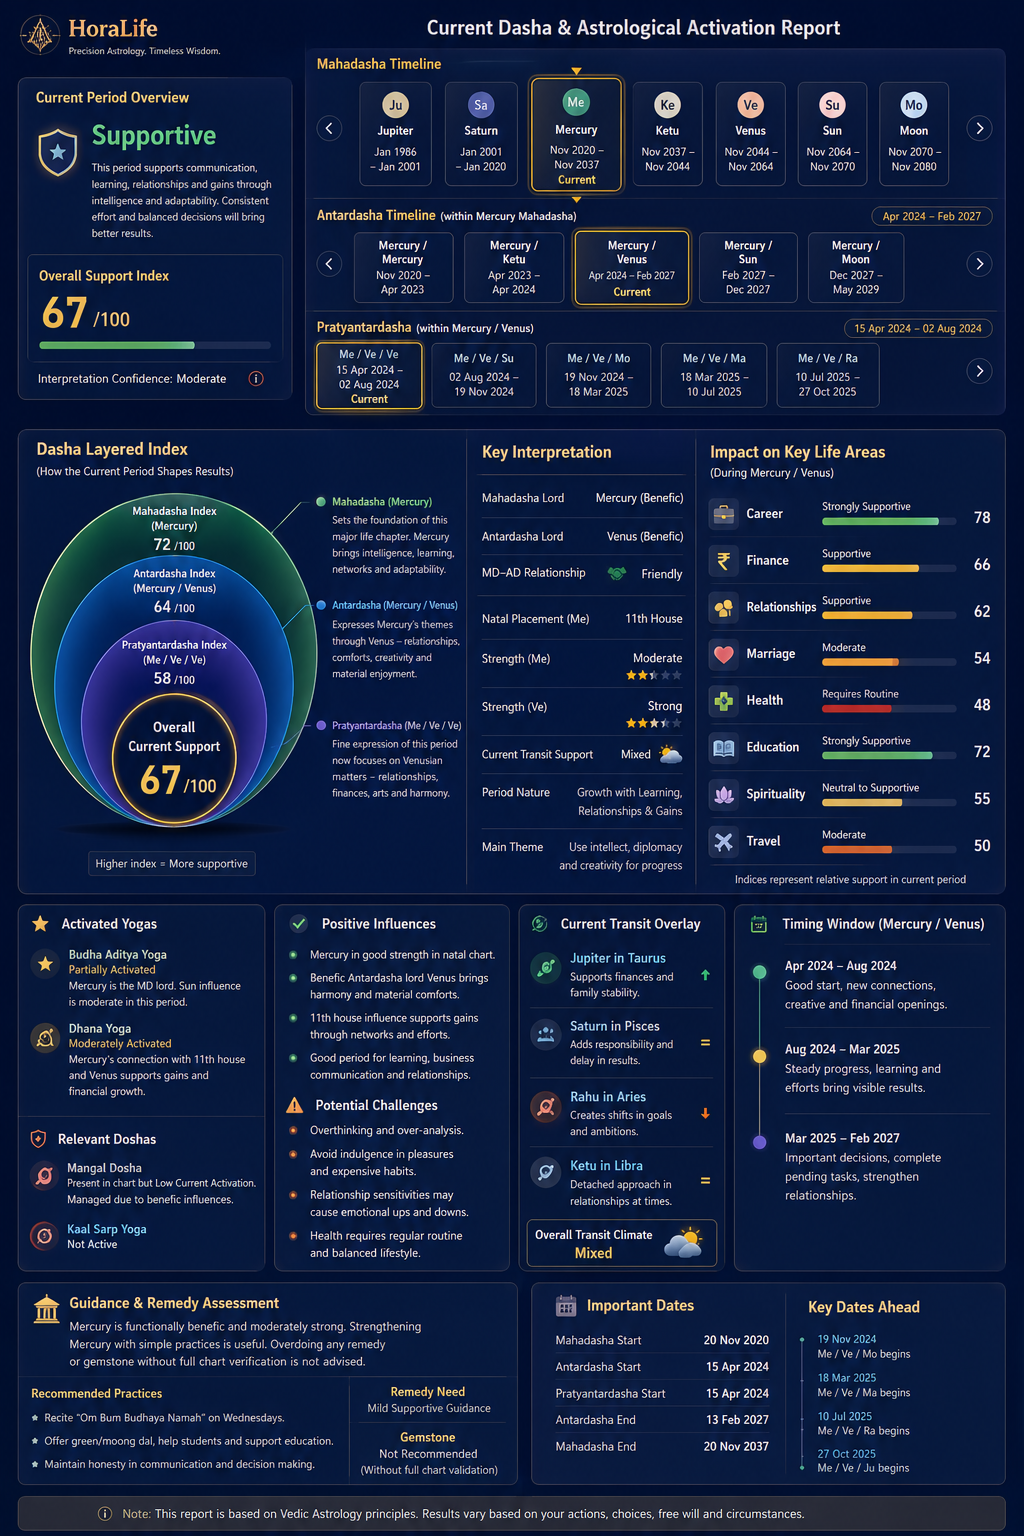 HoraLife
Precision Astrology. Timeless Wisdom.
Current Dasha & Astrological Activation Report
Current Period Overview
Supportive
This period supports communication,
learning, relationships and gains through
intelligence and adaptability. Consistent
effort and balanced decisions will bring
better results.
Overall Support Index
67 /100
Interpretation Confidence: Moderate
Mahadasha Timeline
Ju
Jupiter
Jan 1986
– Jan 2001
Sa
Saturn
Jan 2001
– Jan 2020
Me
Mercury
Nov 2020 –
Nov 2037
Current
Ke
Ketu
Nov 2037 –
Nov 2044
Ve
Venus
Nov 2044 –
Nov 2064
Su
Sun
Nov 2064 –
Nov 2070
Mo
Moon
Nov 2070 –
Nov 2080
Antardasha Timeline (within Mercury Mahadasha)
Apr 2024 – Feb 2027
Mercury /
Mercury
Nov 2020 –
Apr 2023
Mercury /
Ketu
Apr 2023 –
Apr 2024
Mercury /
Venus
Apr 2024 – Feb 2027
Current
Mercury /
Sun
Feb 2027 –
Dec 2027
Mercury /
Moon
Dec 2027 –
May 2029
Pratyantardasha (within Mercury / Venus)
15 Apr 2024 – 02 Aug 2024
Me / Ve / Ve
15 Apr 2024 –
02 Aug 2024
Current
Me / Ve / Su
02 Aug 2024 –
19 Nov 2024
Me / Ve / Mo
19 Nov 2024 –
18 Mar 2025
Me / Ve / Ma
18 Mar 2025 –
10 Jul 2025
Me / Ve / Ra
10 Jul 2025 –
27 Oct 2025
Dasha Layered Index
(How the Current Period Shapes Results)
Mahadasha Index
(Mercury)
72 /100
Antardasha Index
(Mercury / Venus)
64 /100
Pratyantardasha Index
(Me / Ve / Ve)
58 /100
Overall
Current Support
67/100
Higher index = More supportive
Mahadasha (Mercury)
Sets the foundation of this
major life chapter. Mercury
brings intelligence, learning,
networks and adaptability.
Antardasha (Mercury / Venus)
Expresses Mercury's themes
through Venus – relationships,
comforts, creativity and
material enjoyment.
Pratyantardasha (Me / Ve / Ve)
Fine expression of this period
now focuses on Venusian
matters – relationships,
finances, arts and harmony.
Key Interpretation
Mahadasha Lord Mercury (Benefic)
Antardasha Lord Venus (Benefic)
MD–AD Relationship Friendly
Natal Placement (Me) 11th House
Strength (Me) Moderate
Strength (Ve) Strong
Current Transit Support Mixed
Period Nature Growth with Learning,
Relationships & Gains
Main Theme Use intellect, diplomacy
and creativity for progress
Impact on Key Life Areas
(During Mercury / Venus)
Career Strongly Supportive 78
₹ Finance Supportive 66
Relationships Supportive 62
Marriage Moderate 54
Health Requires Routine 48
Education Strongly Supportive 72
Spirituality Neutral to Supportive 55
Travel Moderate 50
Indices represent relative support in current period
Activated Yogas
Budha Aditya Yoga
Partially Activated
Mercury is the MD lord. Sun influence
is moderate in this period.
Dhana Yoga
Moderately Activated
Mercury's connection with 11th house
and Venus supports gains and
financial growth.
Relevant Doshas
Mangal Dosha
Present in chart but Low Current Activation.
Managed due to benefic influences.
Kaal Sarp Yoga
Not Active
Positive Influences
Mercury in good strength in natal chart.
Benefic Antardasha lord Venus brings
harmony and material comforts.
11th house influence supports gains
through networks and efforts.
Good period for learning, business
communication and relationships.
Potential Challenges
Overthinking and over-analysis.
Avoid indulgence in pleasures
and expensive habits.
Relationship sensitivities may
cause emotional ups and downs.
Health requires regular routine
and balanced lifestyle.
Current Transit Overlay
Jupiter in Taurus
Supports finances and
family stability.
Saturn in Pisces
Adds responsibility and
delay in results.
Rahu in Aries
Creates shifts in goals
and ambitions.
Ketu in Libra
Detached approach in
relationships at times.
Overall Transit Climate
Mixed
Timing Window (Mercury / Venus)
Apr 2024 – Aug 2024
Good start, new connections,
creative and financial openings.
Aug 2024 – Mar 2025
Steady progress, learning and
efforts bring visible results.
Mar 2025 – Feb 2027
Important decisions, complete
pending tasks, strengthen
relationships.
Guidance & Remedy Assessment
Mercury is functionally benefic and moderately strong. Strengthening
Mercury with simple practices is useful. Overdoing any remedy
or gemstone without full chart verification is not advised.
Recommended Practices
Recite "Om Bum Budhaya Namah" on Wednesdays.
Offer green/moong dal, help students and support education.
Maintain honesty in communication and decision making.
Remedy Need
Mild Supportive Guidance
Gemstone
Not Recommended
(Without full chart validation)
Important Dates
Mahadasha Start 20 Nov 2020
Antardasha Start 15 Apr 2024
Pratyantardasha Start 15 Apr 2024
Antardasha End 13 Feb 2027
Mahadasha End 20 Nov 2037
Key Dates Ahead
19 Nov 2024
Me / Ve / Mo begins
18 Mar 2025
Me / Ve / Ma begins
10 Jul 2025
Me / Ve / Ra begins
27 Oct 2025
Me / Ve / Ju begins
Note: This report is based on Vedic Astrology principles. Results vary based on your actions, choices, free will and circumstances.